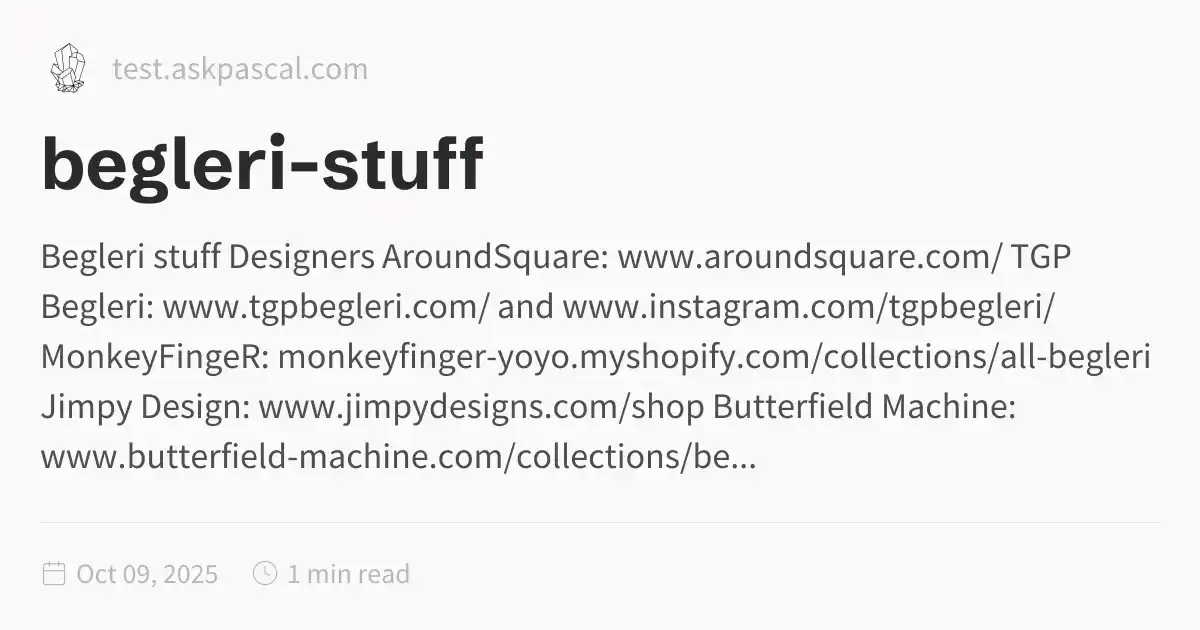 test.askpascal.com
begleri-stuff
Begleri stuff Designers AroundSquare: www.aroundsquare.com/ TGP
Begleri: www.tgpbegleri.com/ and www.instagram.com/tgpbegleri/
MonkeyFingeR: monkeyfinger-yoyo.myshopify.com/collections/all-begleri
Jimpy Design: www.jimpydesigns.com/shop Butterfield Machine:
www.butterfield-machine.com/collections/be...
Oct 09, 2025 1 min read